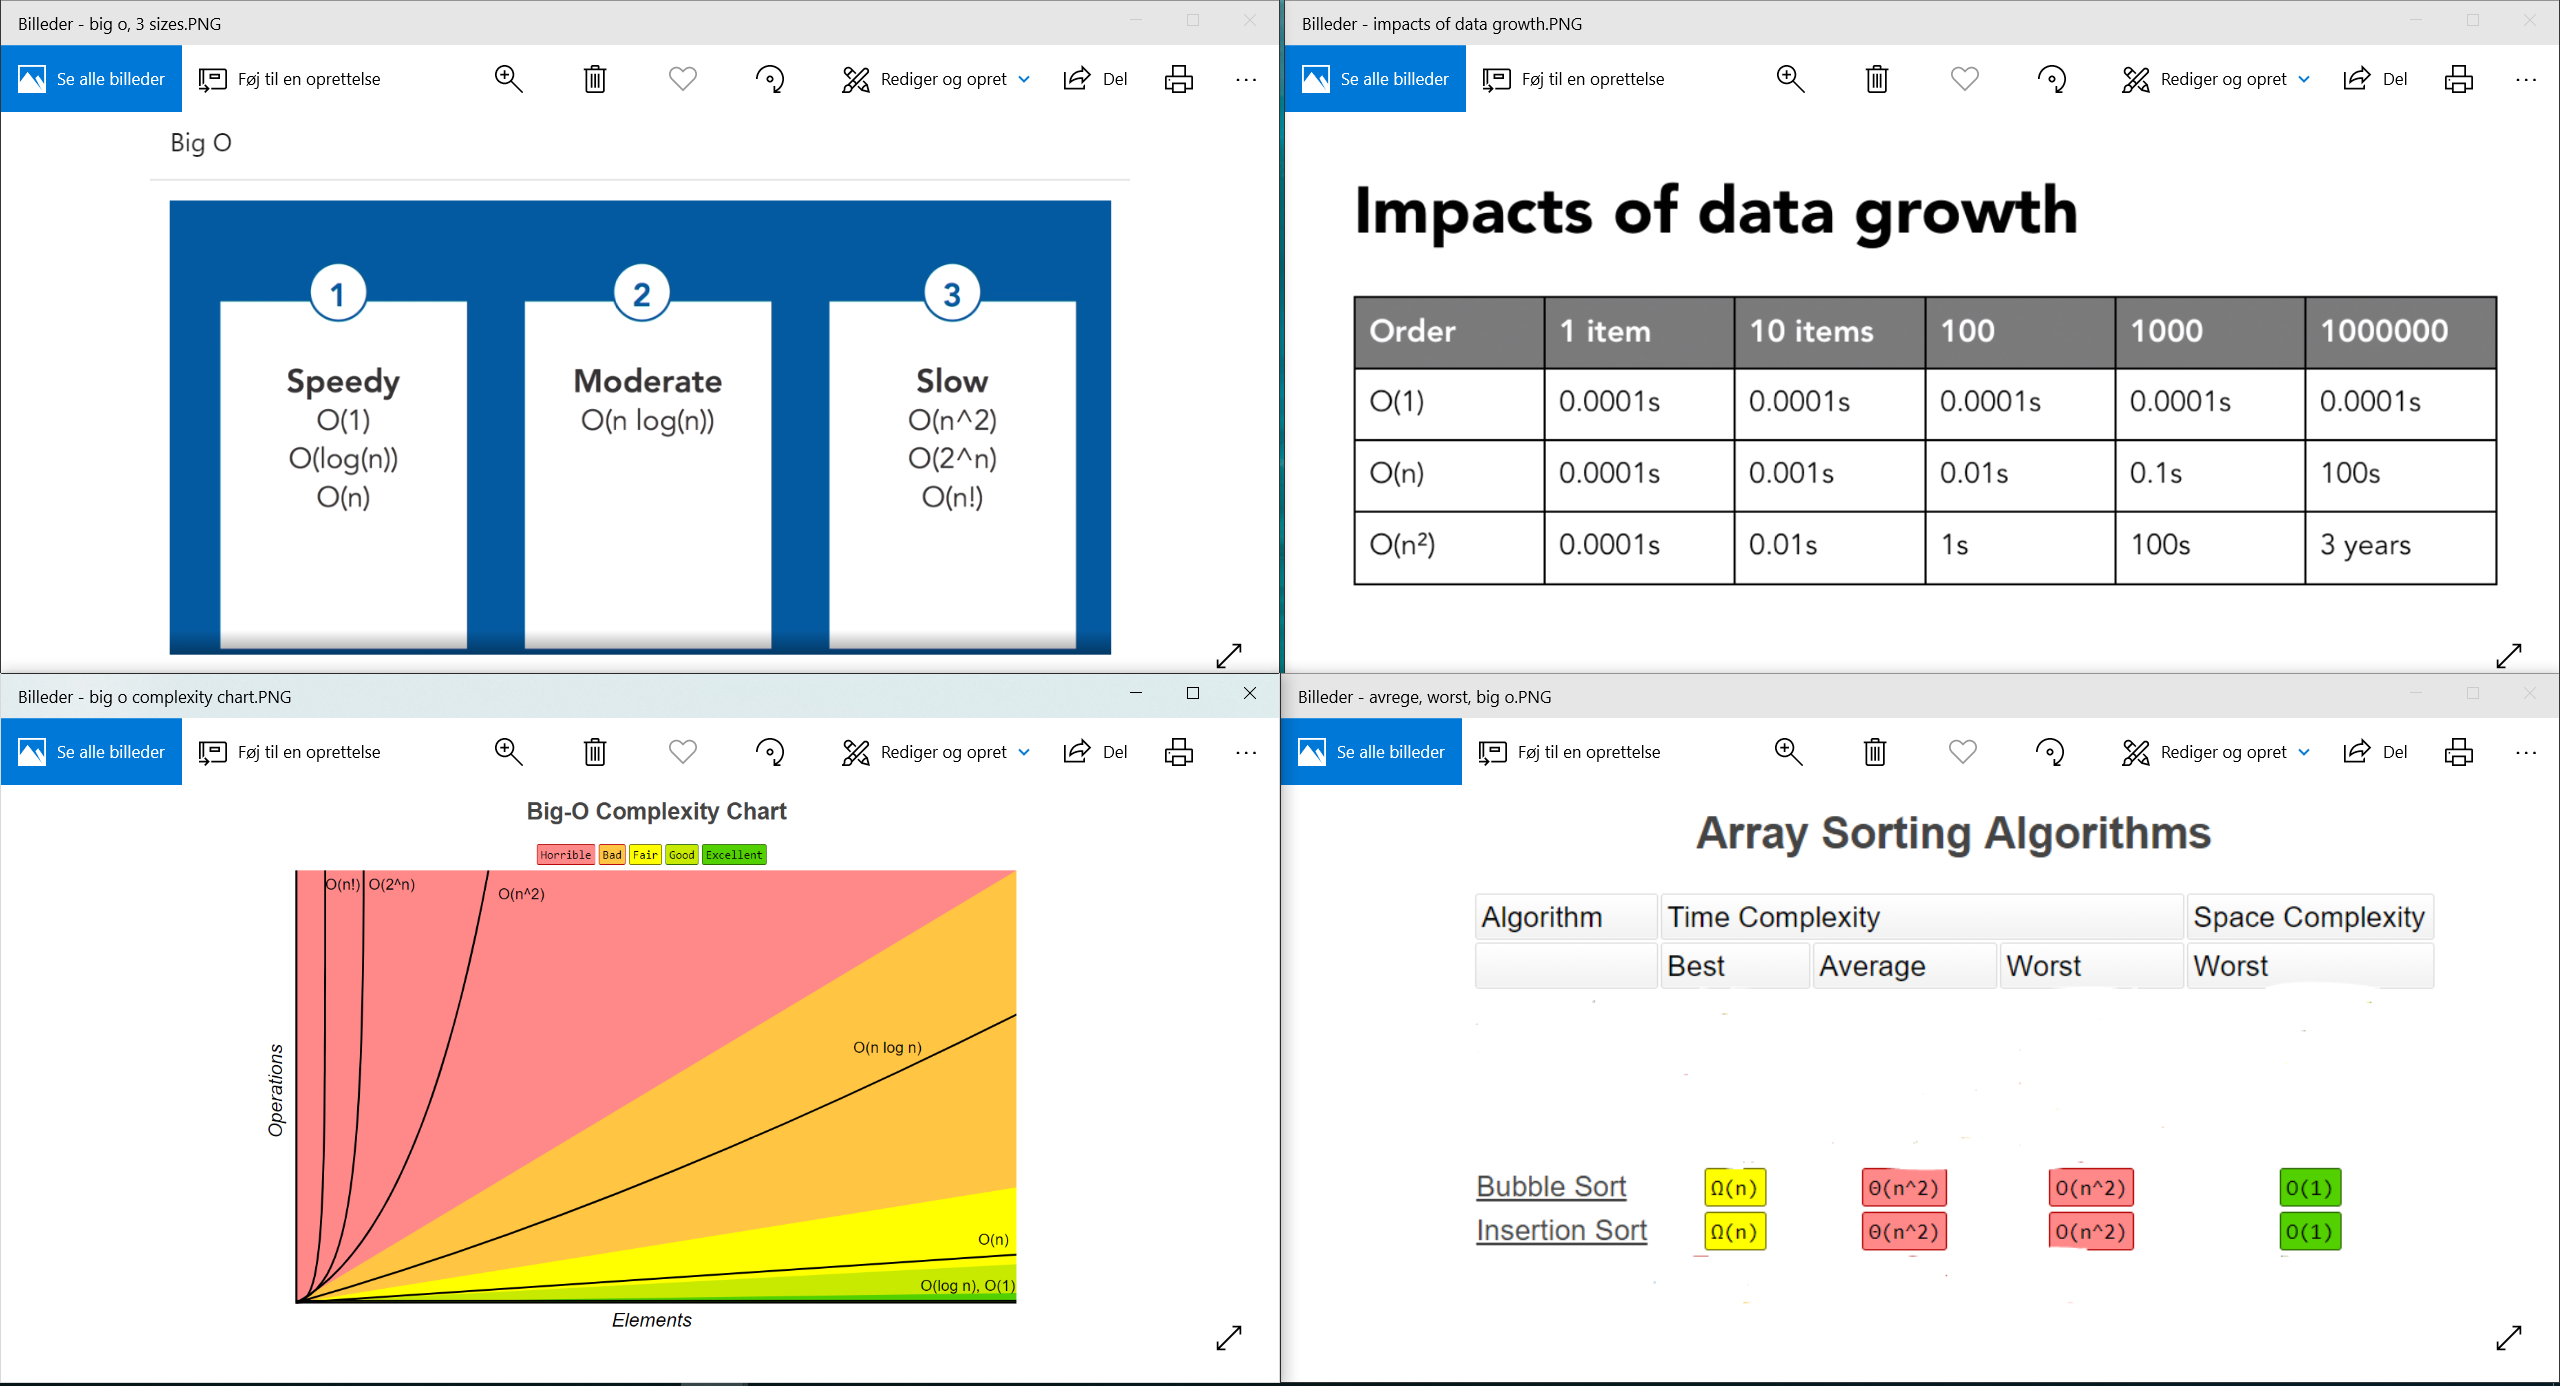 Billeder - big o, 3 sizes.PNG
Se alle billeder
Føj til en oprettelse
Rediger og opret
Del
Big O
1
Speedy
O(1)
O(log(n))
O(n)
2
Moderate
O(n log(n))
3
Slow
O(n^2)
O(2^n)
O(n!)
Billeder - impacts of data growth.PNG
Se alle billeder
Føj til en oprettelse
Rediger og opret
Del
Impacts of data growth
Order 1 item 10 items 100 1000 1000000
O(1) 0.0001s 0.0001s 0.0001s 0.0001s 0.0001s
O(n) 0.0001s 0.001s 0.01s 0.1s 100s
O(n²) 0.0001s 0.01s 1s 100s 3 years
Billeder - big o complexity chart.PNG
Se alle billeder
Føj til en oprettelse
Rediger og opret
Del
Big-O Complexity Chart
Horrible Bad Fair Good Excellent
O(n!) O(2^n)
O(n^2)
O(n log n)
O(n)
O(log n), O(1)
Operations
Elements
Billeder - avrege, worst, big o.PNG
Se alle billeder
Føj til en oprettelse
Rediger og opret
Del
Array Sorting Algorithms
Algorithm Time Complexity Space Complexity
Best Average Worst Worst
Bubble Sort Ω(n) Θ(n^2) O(n^2) O(1)
Insertion Sort Ω(n) Θ(n^2) O(n^2) O(1)